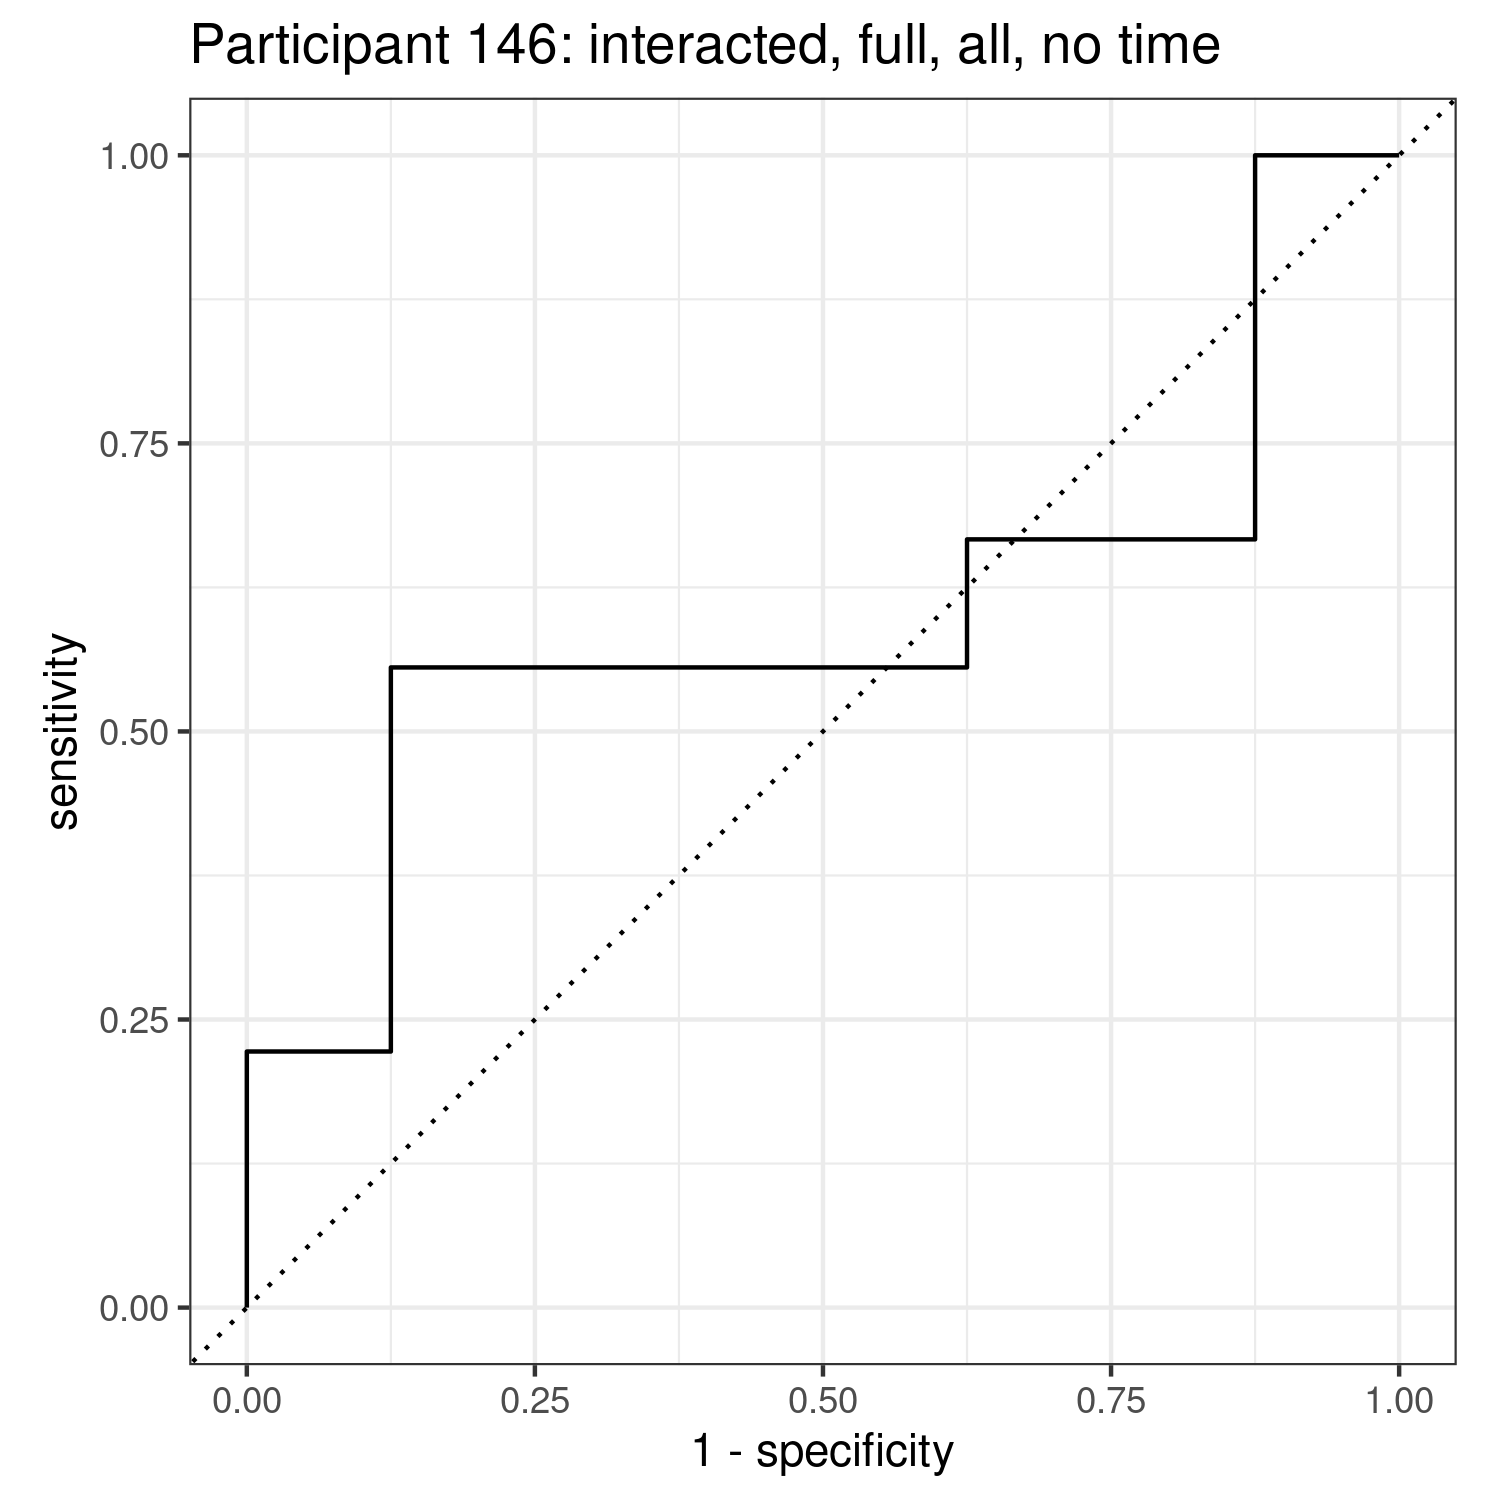 Participant 146: interacted, full, all, no time
1.00
0.75
0.50
0.25
0.00
sensitivity
0.00 0.25 0.50 0.75 1.00
1 - specificity